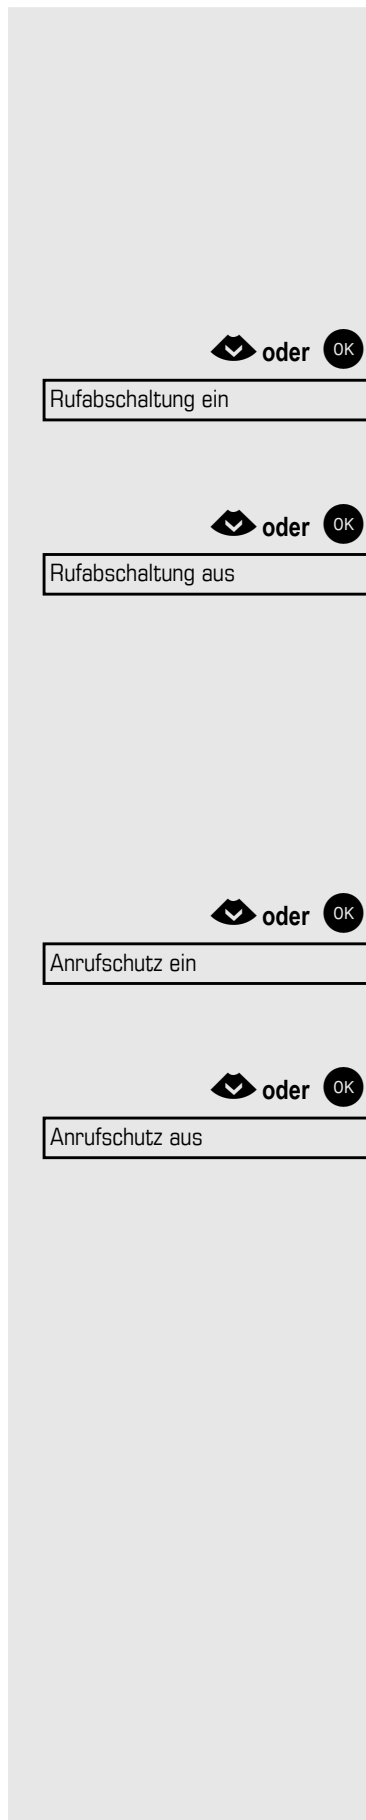 oder OK
Rufabschaltung ein
oder OK
Rufabschaltung aus
oder OK
Anrufschutz ein
oder OK
Anrufschutz aus